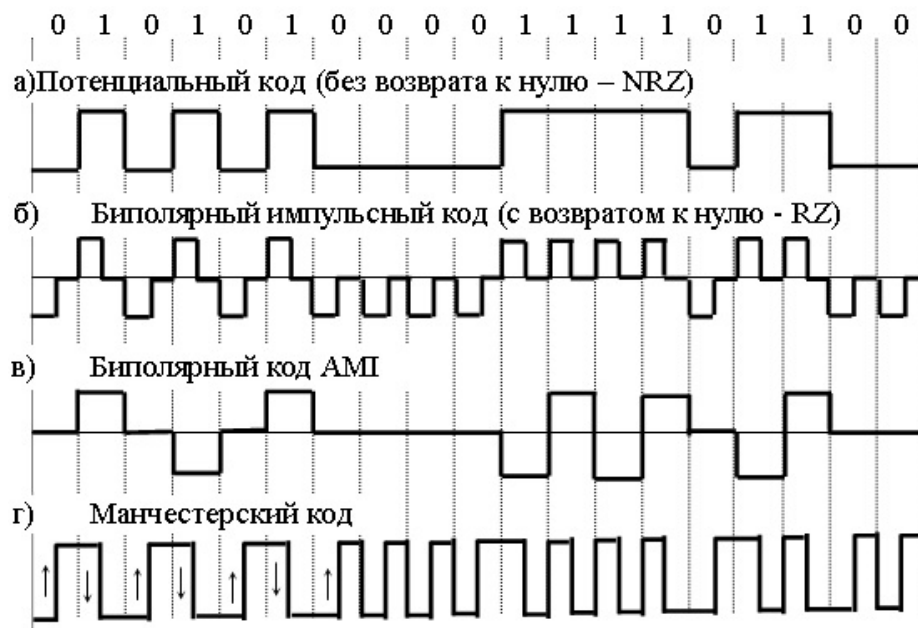 0 1 0 1 0 1 0 0 0 0 1 1 1 1 0 1 1 0 0
а)Потенциальный код (без возврата к нулю – NRZ)
б) Биполярный импульсный код (с возвратом к нулю - RZ)
в) Биполярный код AMI
г) Манчестерский код